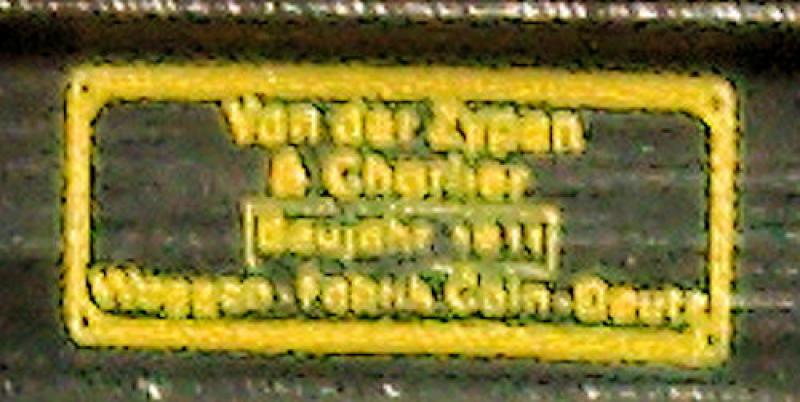 Van der Zypen
& Charlier
Baujahr 1911
Waggon-Fabrik Cöln-Deutz